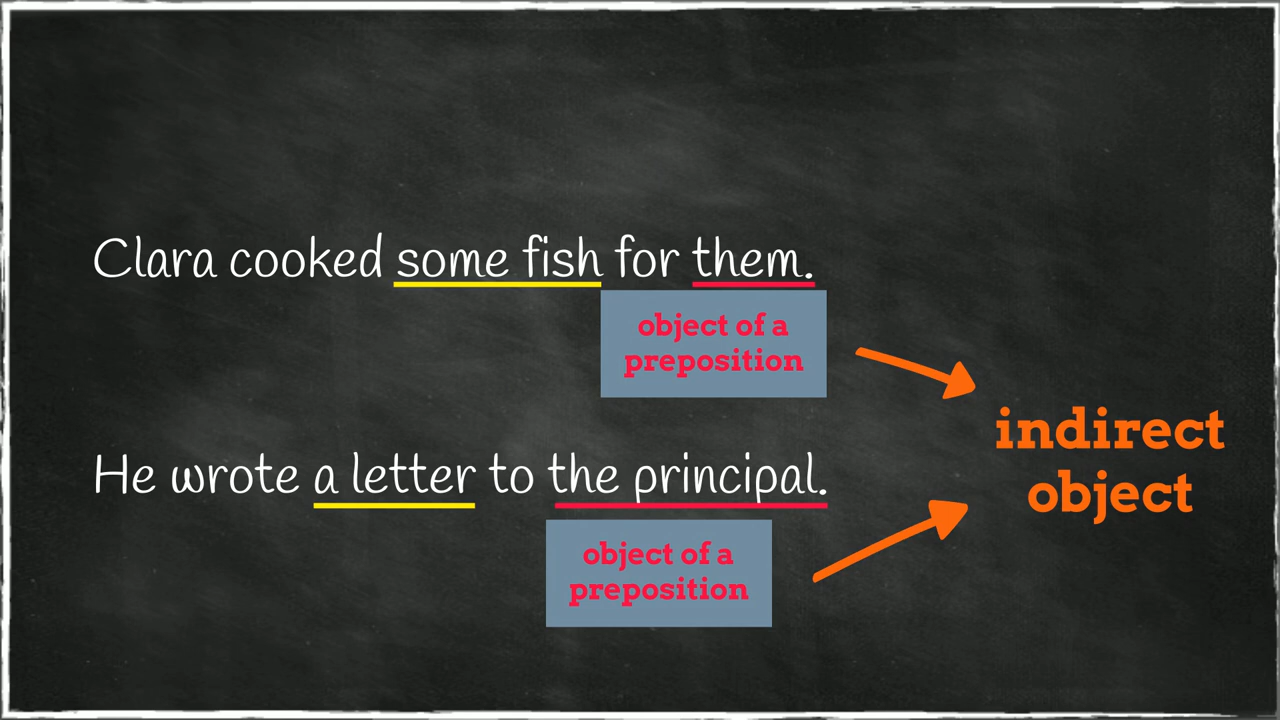 Clara cooked some fish for them.
object of a
preposition
indirect
object
He wrote a letter to the principal.
object of a
preposition